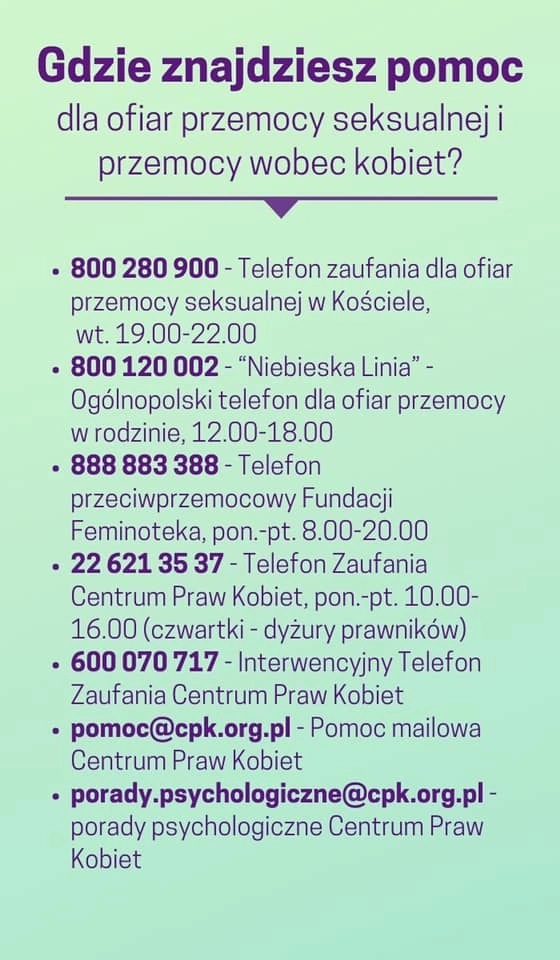 Gdzie znajdziesz pomoc
dla ofiar przemocy seksualnej i
przemocy wobec kobiet?
• 800 280 900 - Telefon zaufania dla ofiar
przemocy seksualnej w Kościele,
wt. 19.00-22.00
• 800 120 002 - “Niebieska Linia” -
Ogólnopolski telefon dla ofiar przemocy
w rodzinie, 12.00-18.00
• 888 883 388 - Telefon
przeciwprzemocowy Fundacji
Feminoteka, pon.-pt. 8.00-20.00
• 22 621 35 37 - Telefon Zaufania
Centrum Praw Kobiet, pon.-pt. 10.00-
16.00 (czwartki - dyżury prawników)
• 600 070 717 - Interwencyjny Telefon
Zaufania Centrum Praw Kobiet
• pomoc@cpk.org.pl - Pomoc mailowa
Centrum Praw Kobiet
• porady.psychologiczne@cpk.org.pl -
porady psychologiczne Centrum Praw
Kobiet